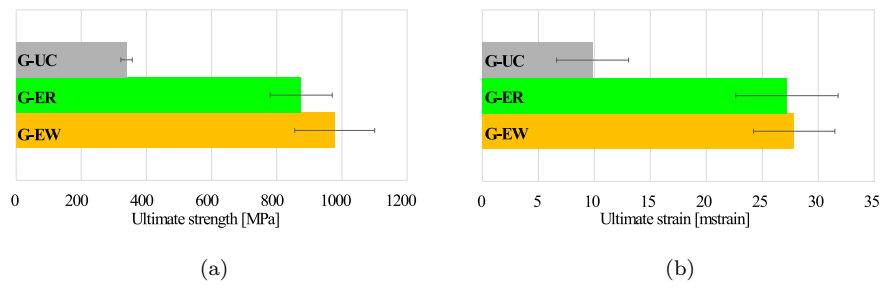 G-UC
G-ER
G-EW
0 200 400 600 800 1000 1200
Ultimate strength [MPa]
(a)
G-UC
G-ER
G-EW
0 5 10 15 20 25 30 35
Ultimate strain [mstrain]
(b)